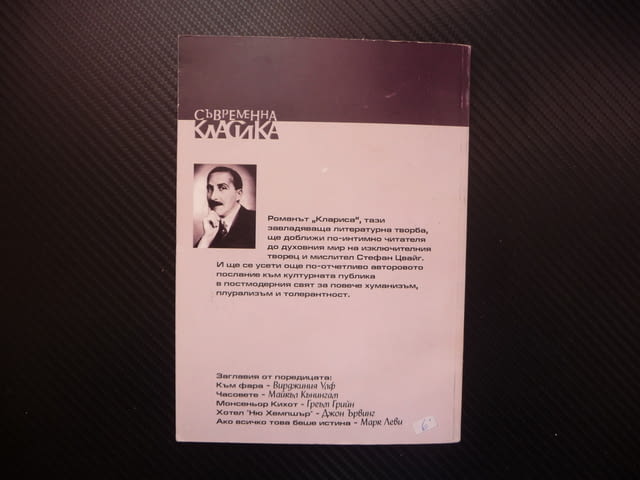 СЪВРЕМЕННА
КЛАСИКА
Романът „Клариса“, тази
завладяваща литературна творба,
ще доближи по-интимно читателя
до духовния мир на изключителния
творец и мислител Стефан Цвайг.
И ще се усети още по-отчетливо авторовото
послание към културната публика
в постмодерния свят за повече хуманизъм,
плурализъм и толерантност.
Заглавия от поредицата:
Към фара – Вирджиния Улф
Часовете – Майкъл Кънингам
Монсеньор Кихот – Греъм Грийн
Хотел "Ню Хемпшър" – Джон Ървинг
Ако всичко това беше истина – Марк Леви